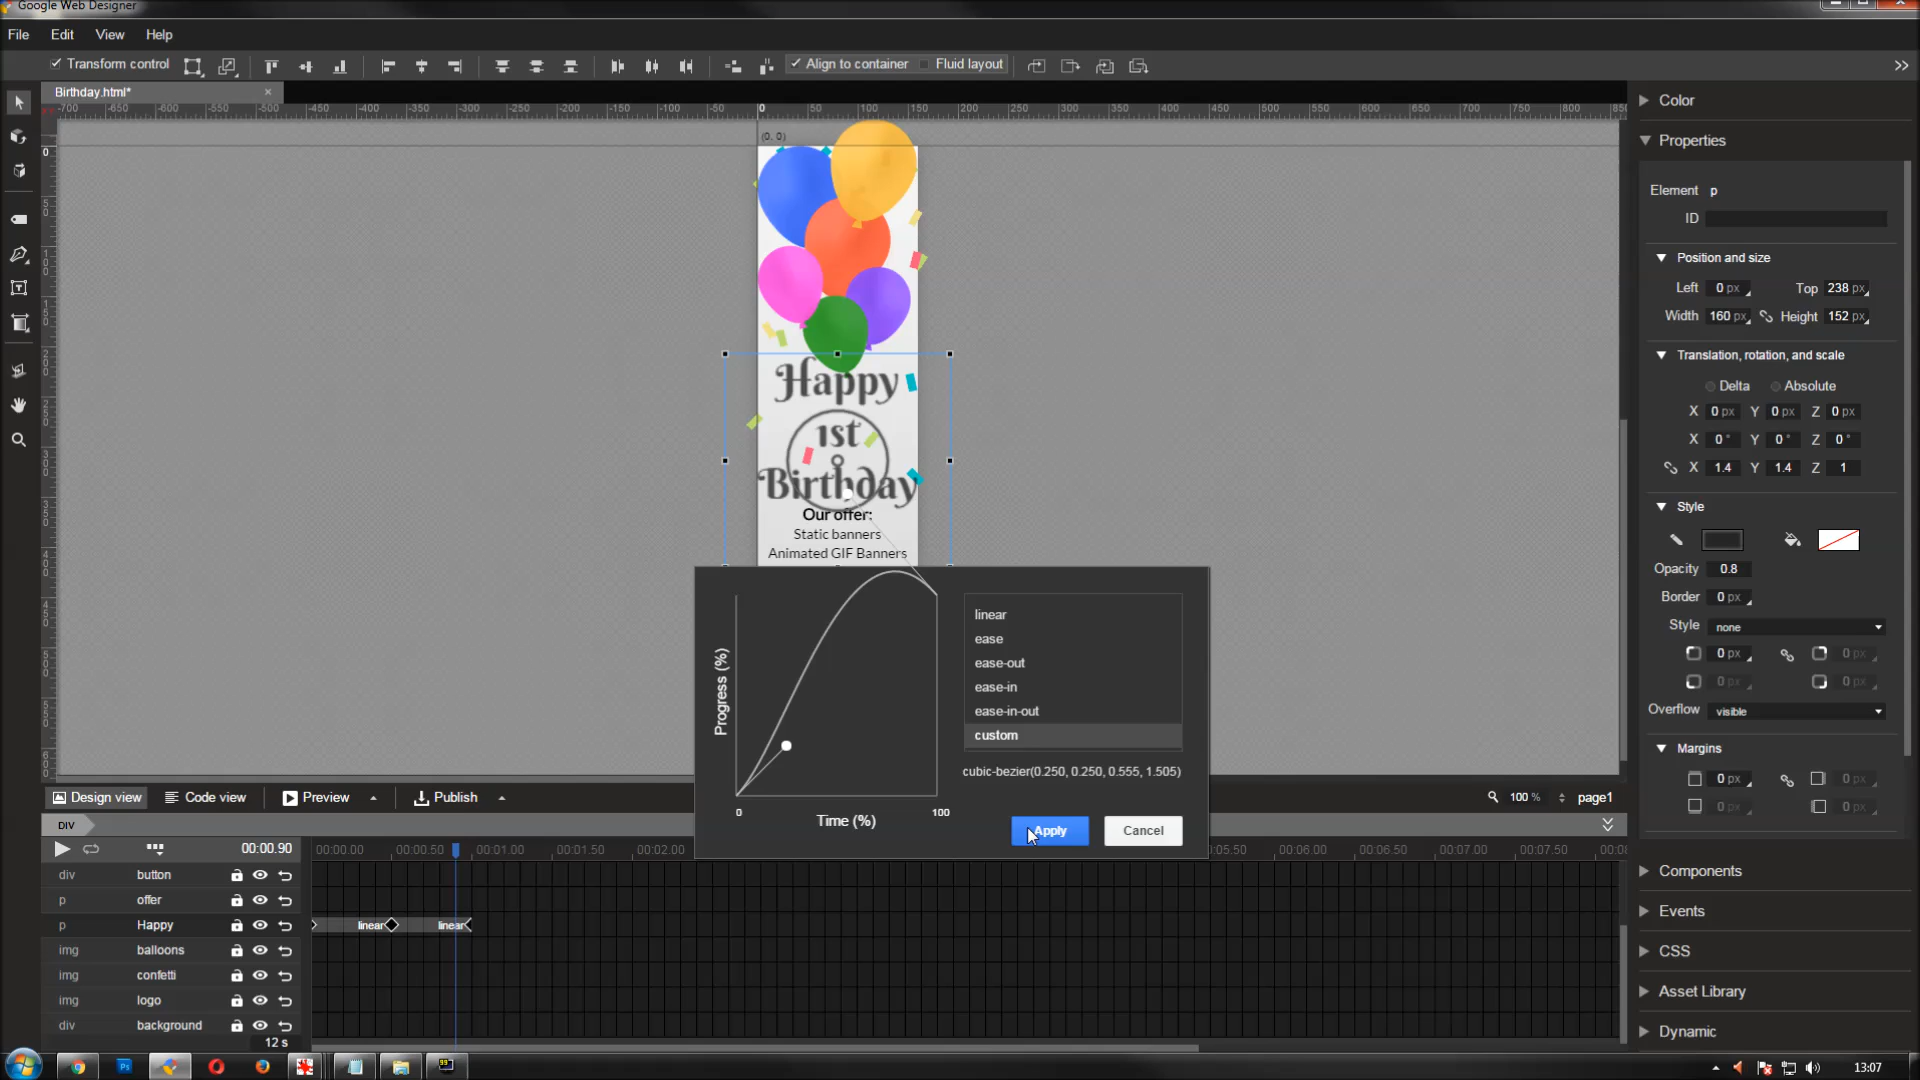 Google Web Designer
File Edit View Help
Transform control Align to container Fluid layout
Birthday.html*
-700 -650 -600 -550 -500 -450 -400 -350 -300 -250 -200 -150 -100 -50 0 50 100 150 200 250 300 350 400 450 500 550 600 650 700 750 800
(0, 0)
Happy
1st
Birthday
Our offer:
Static banners
Animated GIF Banners
Progress (%)
0 100
Time (%)
linear
ease
ease-out
ease-in
ease-in-out
custom
cubic-bezier(0.250, 0.250, 0.555, 1.505)
Apply Cancel
Color
Properties
Element p
ID
Position and size
Left 0 px Top 238 px
Width 160 px Height 152 px
Translation, rotation, and scale
Delta Absolute
X 0 px Y 0 px Z 0 px
X 0 ° Y 0 ° Z 0 °
X 1.4 Y 1.4 Z 1
Style
Opacity 0.8
Border 0 px
Style none
0 px 0 px
0 px 0 px
Overflow visible
Margins
0 px 0 px
0 px 0 px
Components
Events
CSS
Asset Library
Dynamic
Design view Code view Preview Publish 100 % page1
DIV
00:00.90 00:00.00 00:00.50 00:01.00 00:01.50 00:02.00 00:06.00 00:06.50 00:07.00 00:07.50
div button
p offer
p Happy linear linear
img balloons
img confetti
img logo
div background
12 s
13:07